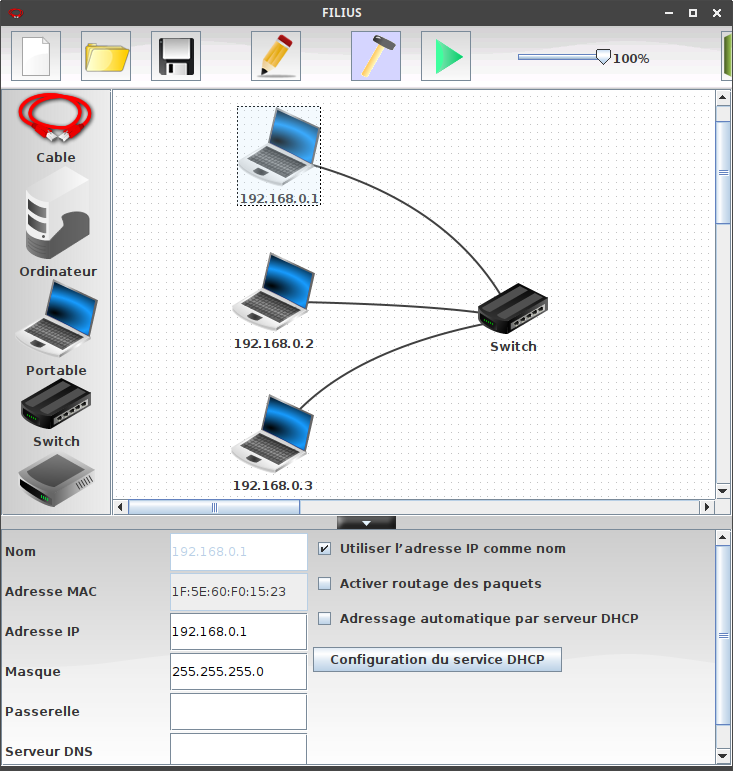 FILIUS
100%
Cable
Ordinateur
Portable
Switch
192.168.0.1
192.168.0.2
192.168.0.3
Switch
Nom
192.168.0.1
Utiliser l’adresse IP comme nom
Adresse MAC
1F:5E:60:F0:15:23
Activer routage des paquets
Adresse IP
192.168.0.1
Adressage automatique par serveur DHCP
Masque
255.255.255.0
Configuration du service DHCP
Passerelle
Serveur DNS